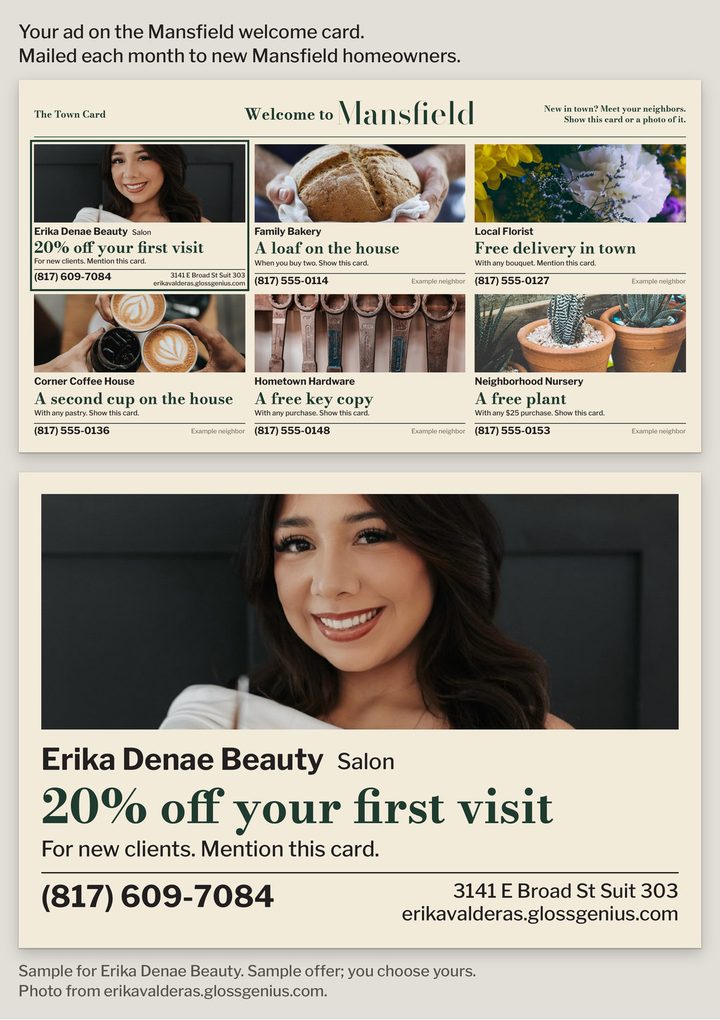 Your ad on the Mansfield welcome card.
Mailed each month to new Mansfield homeowners.
The Town Card
Welcome to Mansfield
New in town? Meet your neighbors.
Show this card or a photo of it.
Erika Denae Beauty Salon
20% off your first visit
For new clients. Mention this card.
(817) 609-7084
3141 E Broad St Suit 303
erikavalderas.glossgenius.com
Family Bakery
A loaf on the house
When you buy two. Show this card.
(817) 555-0114
Example neighbor
Local Florist
Free delivery in town
With any bouquet. Mention this card.
(817) 555-0127
Example neighbor
Corner Coffee House
A second cup on the house
With any pastry. Show this card.
(817) 555-0136
Example neighbor
Hometown Hardware
A free key copy
With any purchase. Show this card.
(817) 555-0148
Example neighbor
Neighborhood Nursery
A free plant
With any $25 purchase. Show this card.
(817) 555-0153
Example neighbor
Erika Denae Beauty Salon
20% off your first visit
For new clients. Mention this card.
(817) 609-7084
3141 E Broad St Suit 303
erikavalderas.glossgenius.com
Sample for Erika Denae Beauty. Sample offer; you choose yours.
Photo from erikavalderas.glossgenius.com.